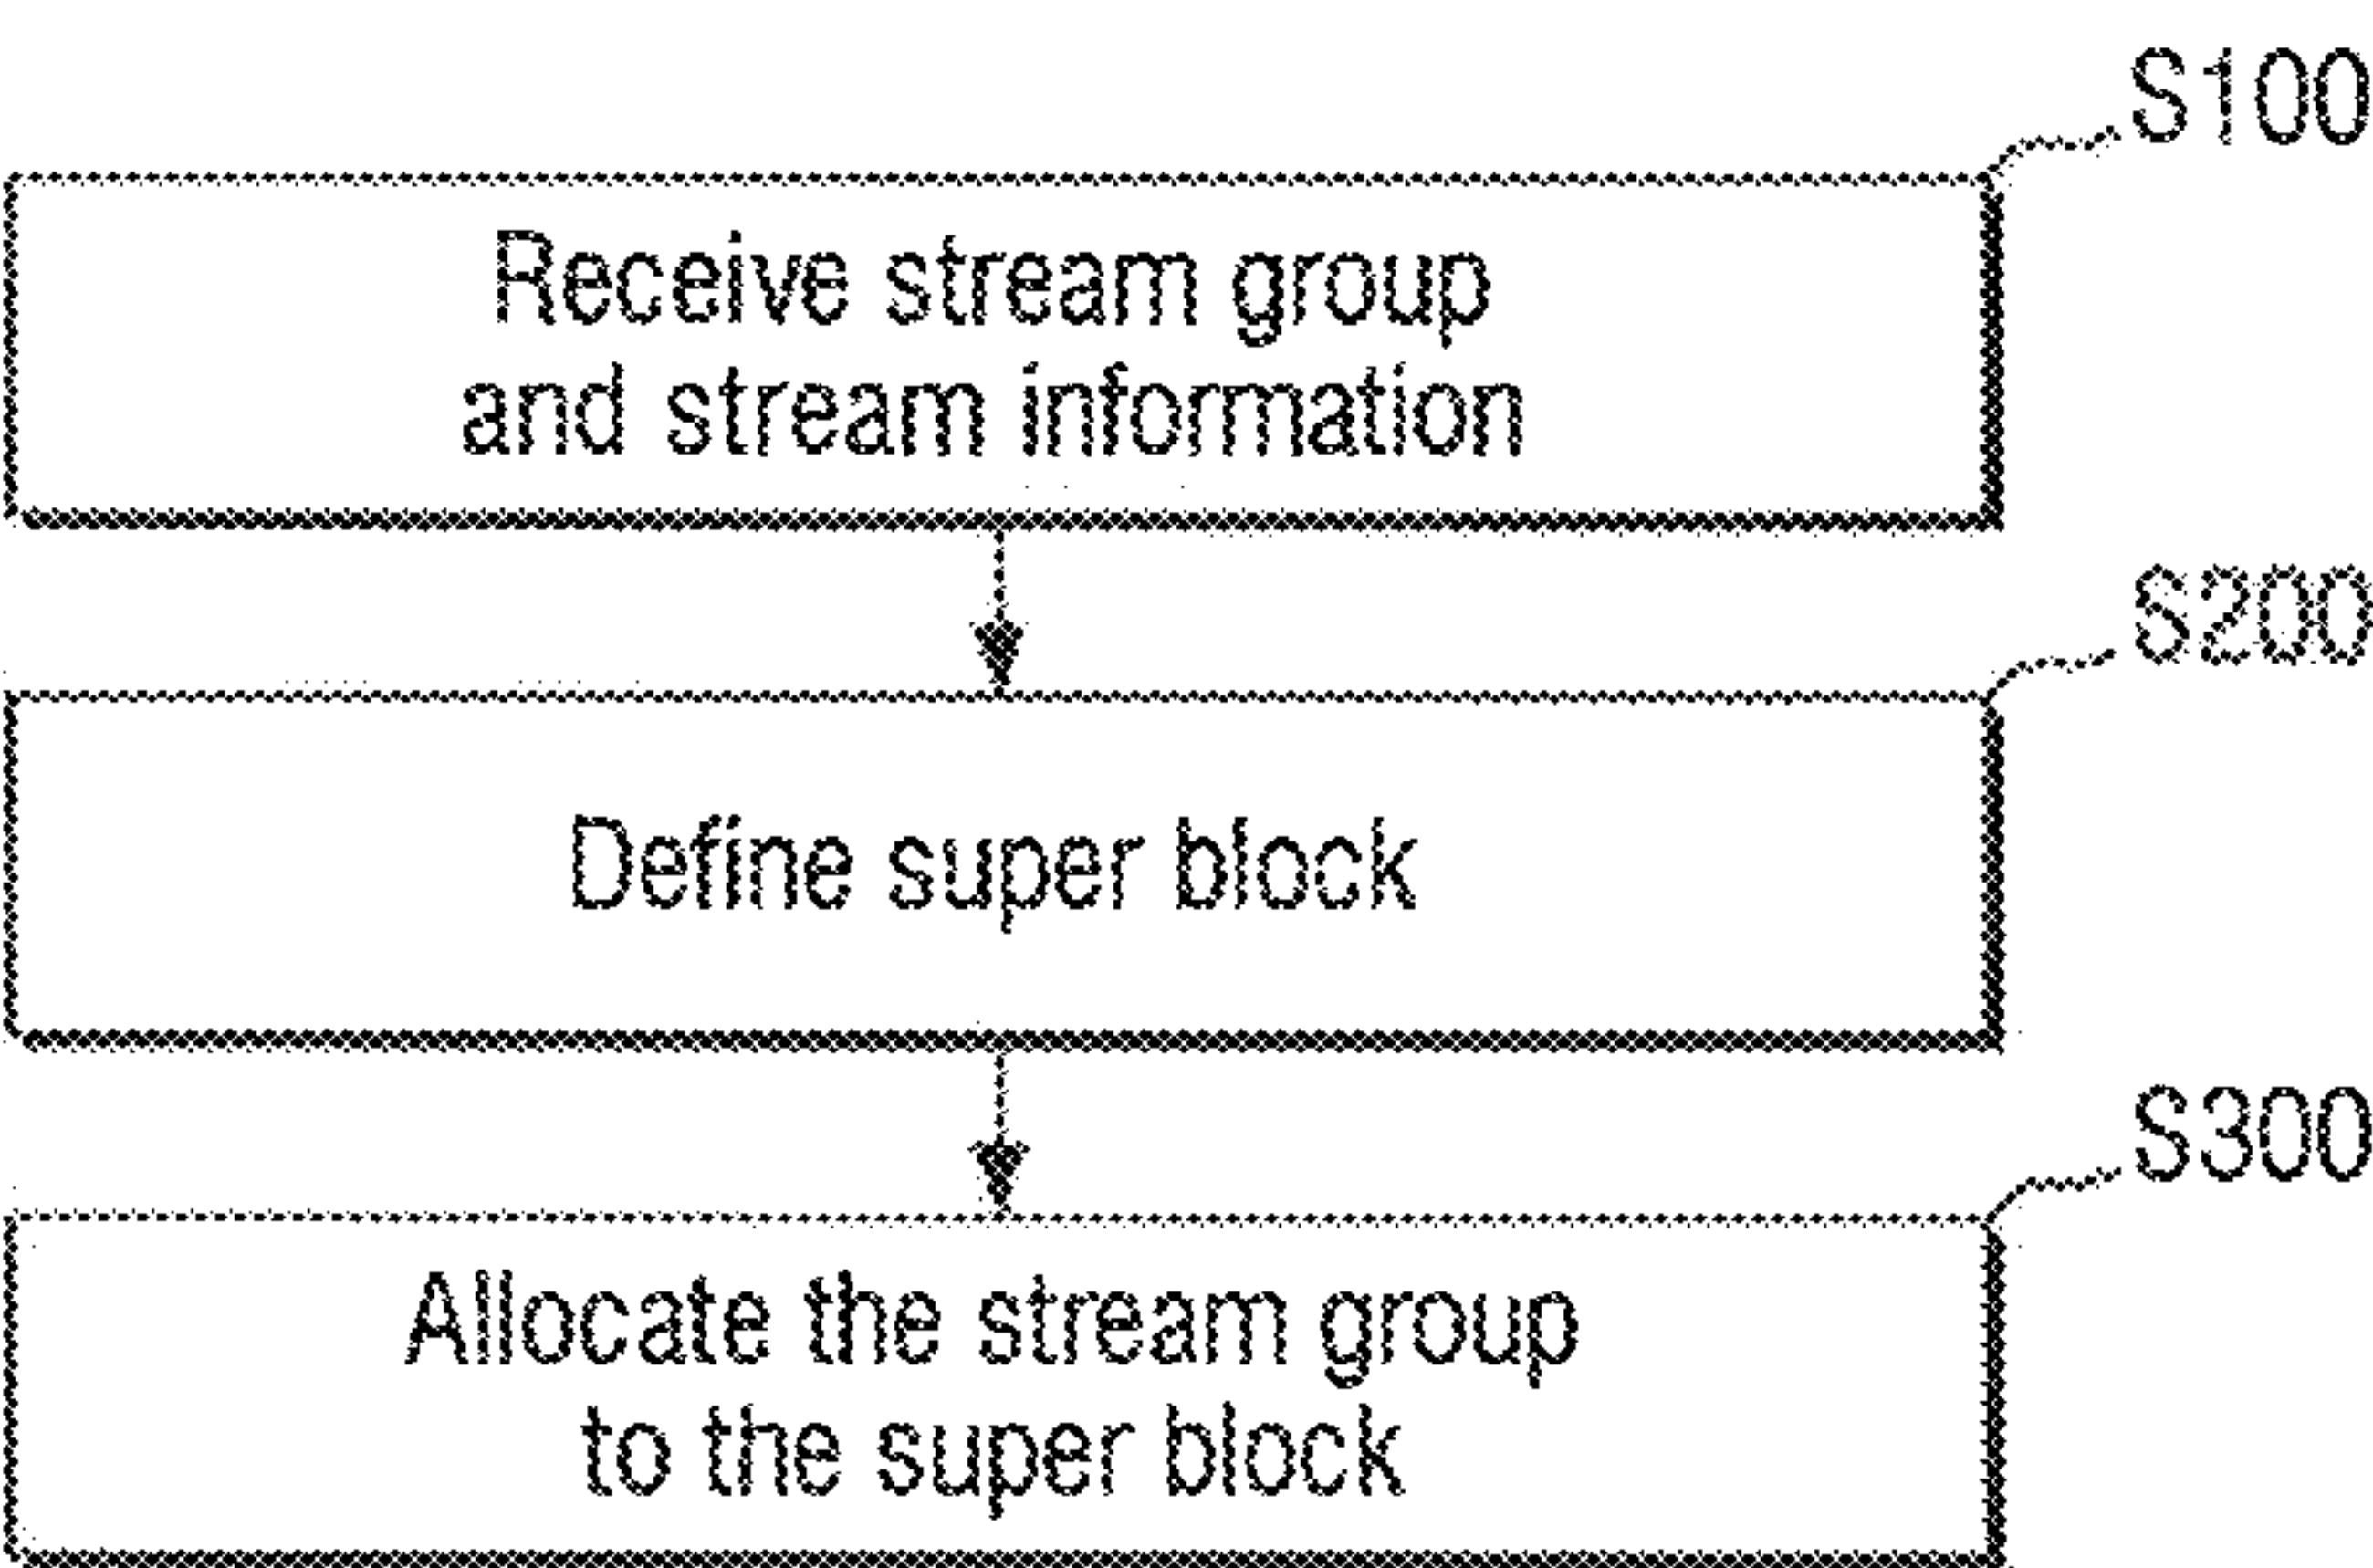 S100
Receive stream group
and stream information
S200
Define super block
S300
Allocate the stream group
to the super block